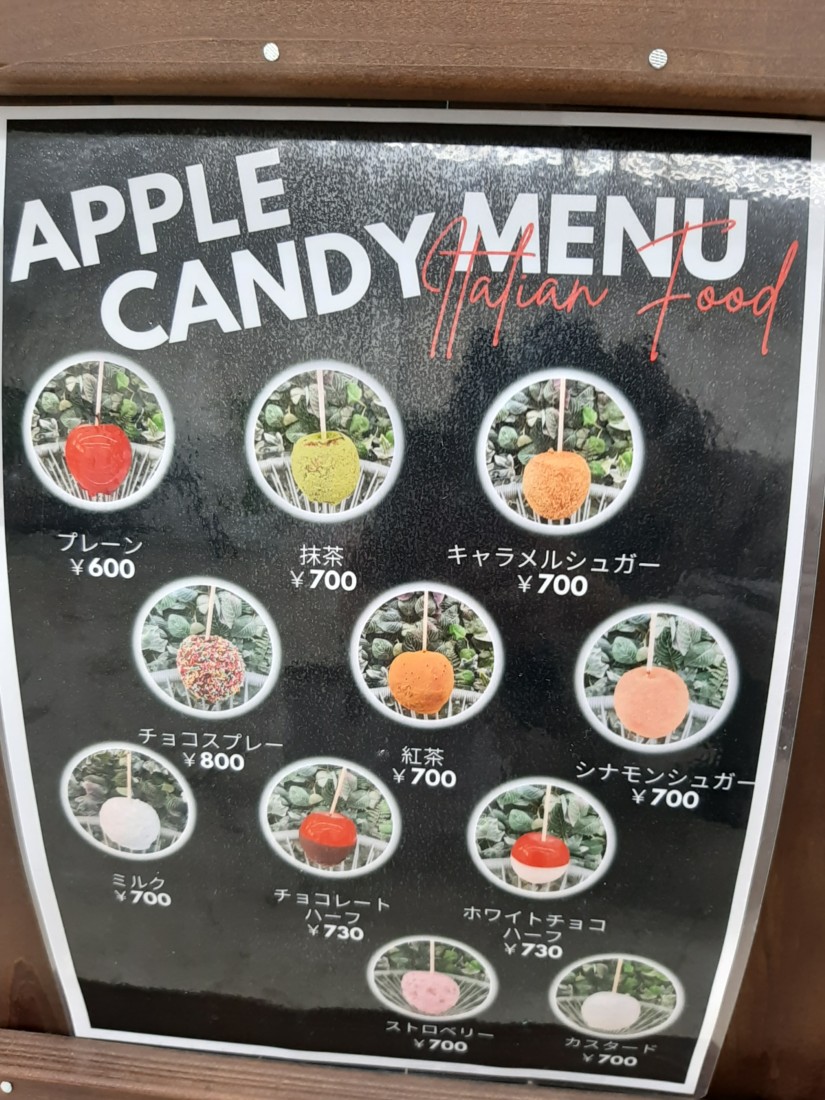 APPLE
CANDY MENU
Italian Food
プレーン
￥600
抹茶
￥700
キャラメルシュガー
￥700
チョコスプレー
￥800
紅茶
￥700
シナモンシュガー
￥700
ミルク
￥700
チョコレート
ハーフ
￥730
ホワイトチョコ
ハーフ
￥730
ストロベリー
￥700
カスタード
￥700